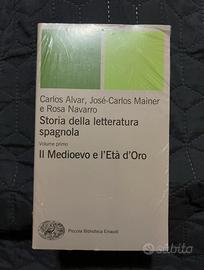 Carlos Alvar, José-Carlos Mainer
e Rosa Navarro
Storia della letteratura
spagnola
Volume primo
Il Medioevo e l'Età d'Oro
Piccola Biblioteca Einaudi
subito